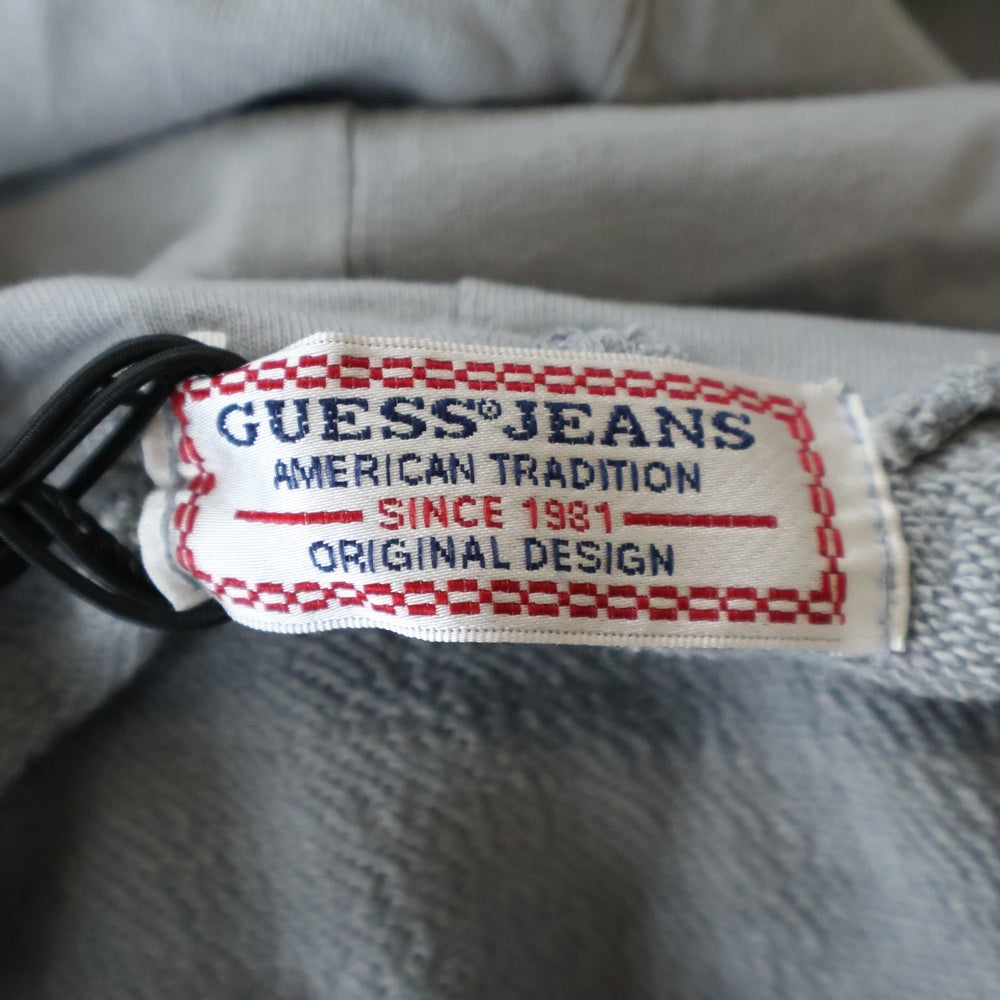 GUESS® JEANS
AMERICAN TRADITION
SINCE 1981
ORIGINAL DESIGN